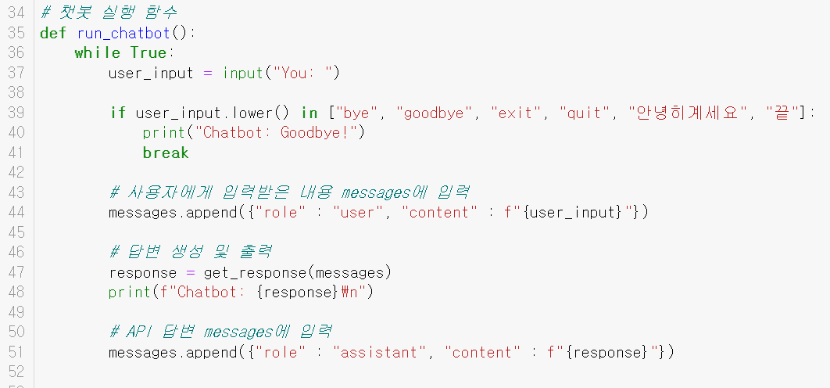 34 # 챗봇 실행 함수
35 def run_chatbot():
36     while True:
37         user_input = input("You: ")
38
39         if user_input.lower() in ["bye", "goodbye", "exit", "quit", "안녕히계세요", "끝"]:
40             print("Chatbot: Goodbye!")
41             break
42
43         # 사용자에게 입력받은 내용 messages에 입력
44         messages.append({"role" : "user", "content" : f"{user_input}"})
45
46         # 답변 생성 및 출력
47         response = get_response(messages)
48         print(f"Chatbot: {response}₩n")
49
50         # API 답변 messages에 입력
51         messages.append({"role" : "assistant", "content" : f"{response}"})
52